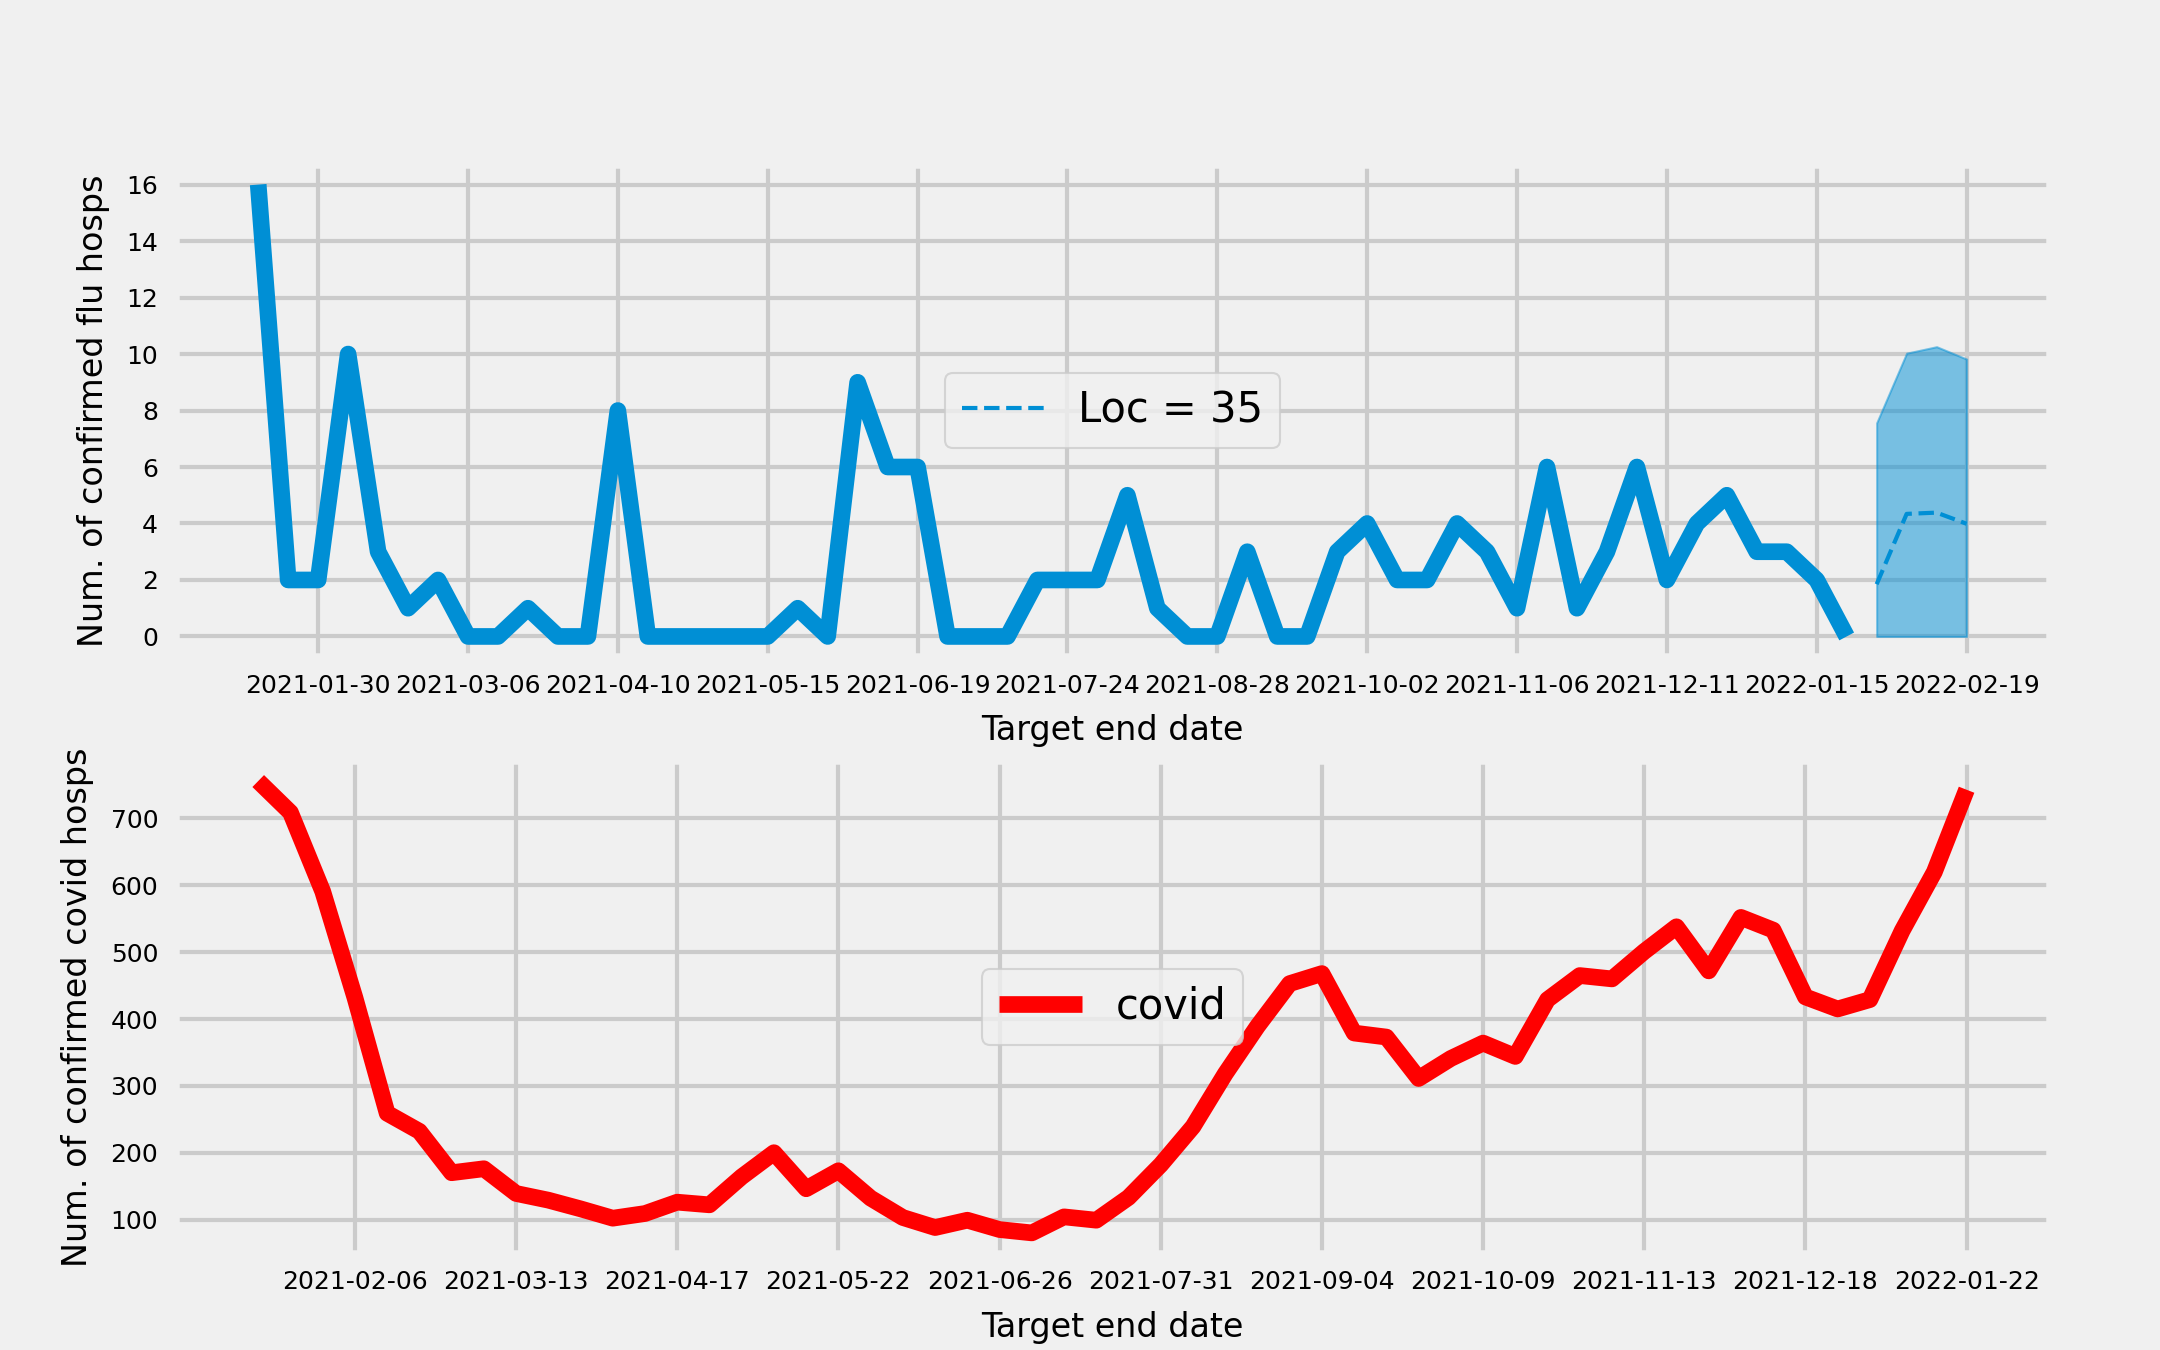 Num. of confirmed flu hosps
16
14
12
10
8
6
4
2
0
Loc = 35
2021-01-30 2021-03-06 2021-04-10 2021-05-15 2021-06-19 2021-07-24 2021-08-28 2021-10-02 2021-11-06 2021-12-11 2022-01-15 2022-02-19
Target end date
Num. of confirmed covid hosps
700
600
500
400
300
200
100
covid
2021-02-06 2021-03-13 2021-04-17 2021-05-22 2021-06-26 2021-07-31 2021-09-04 2021-10-09 2021-11-13 2021-12-18 2022-01-22
Target end date